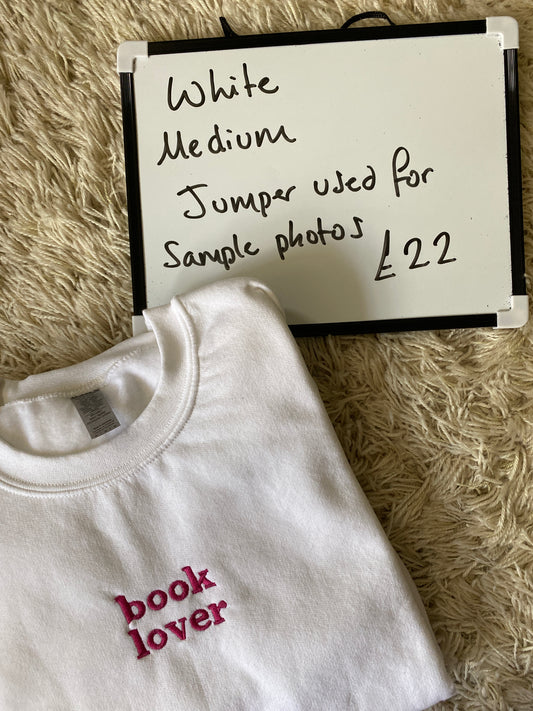 White
Medium
Jumper used for
Sample photos £22
book
lover